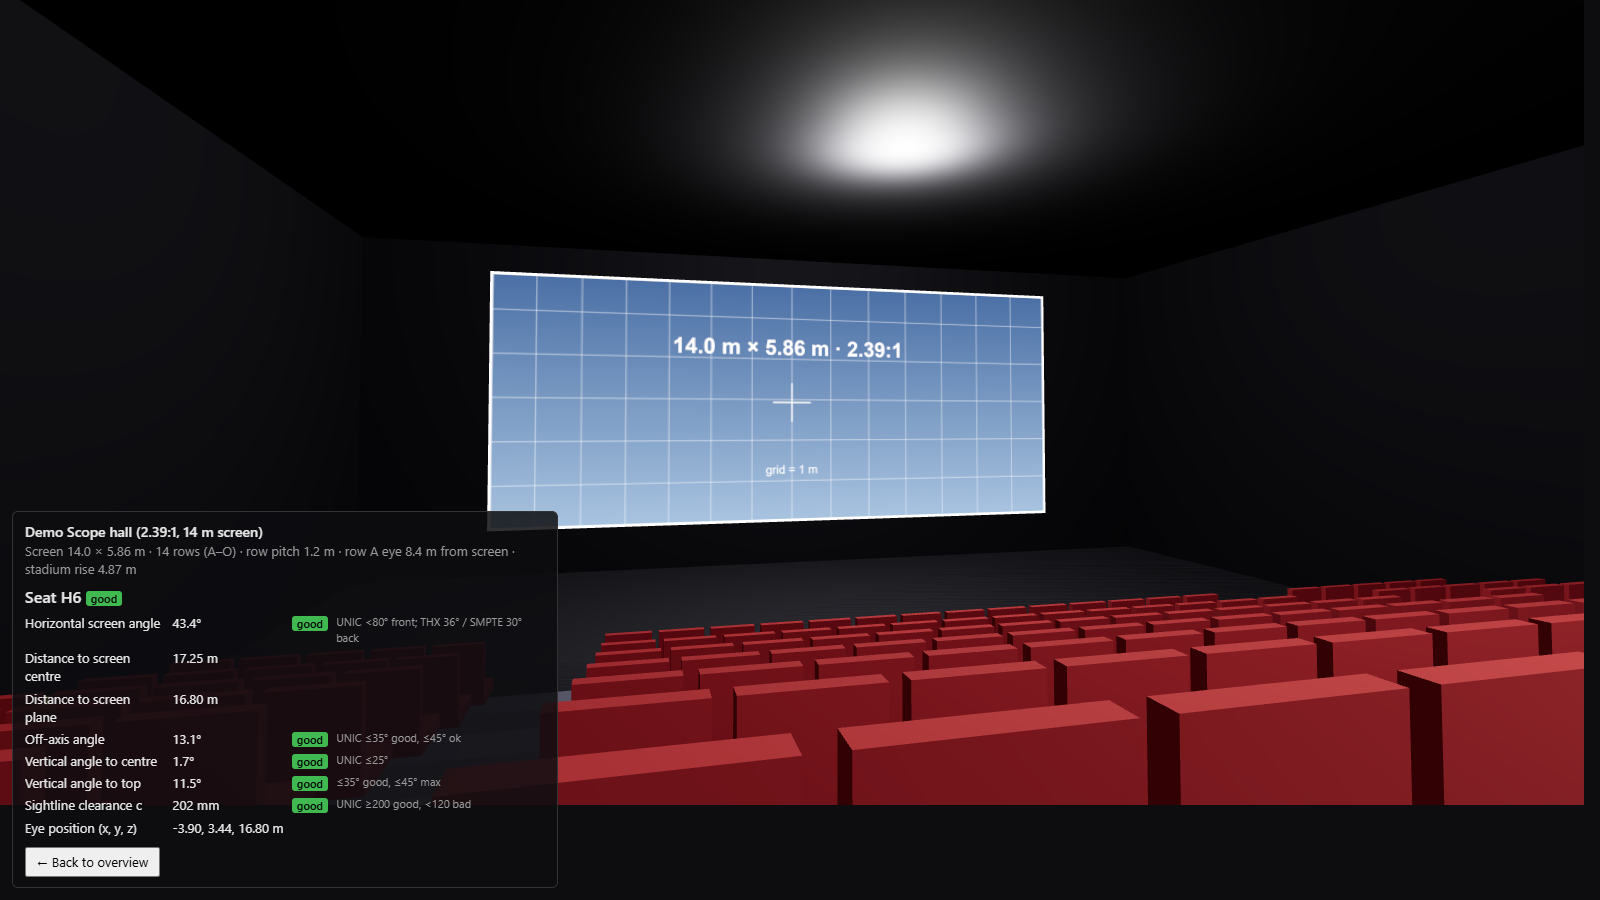 14.0 m × 5.86 m · 2.39:1
grid = 1 m
Demo Scope hall (2.39:1, 14 m screen)
Screen 14.0 × 5.86 m · 14 rows (A–O) · row pitch 1.2 m · row A eye 8.4 m from screen ·
stadium rise 4.87 m
Seat H6 good
Horizontal screen angle 43.4° good UNIC <80° front; THX 36° / SMPTE 30°
back
Distance to screen 17.25 m
centre
Distance to screen 16.80 m
plane
Off-axis angle 13.1° good UNIC ≤35° good, ≤45° ok
Vertical angle to centre 1.7° good UNIC ≤25°
Vertical angle to top 11.5° good ≤35° good, ≤45° max
Sightline clearance c 202 mm good UNIC ≥200 good, <120 bad
Eye position (x, y, z) -3.90, 3.44, 16.80 m
← Back to overview